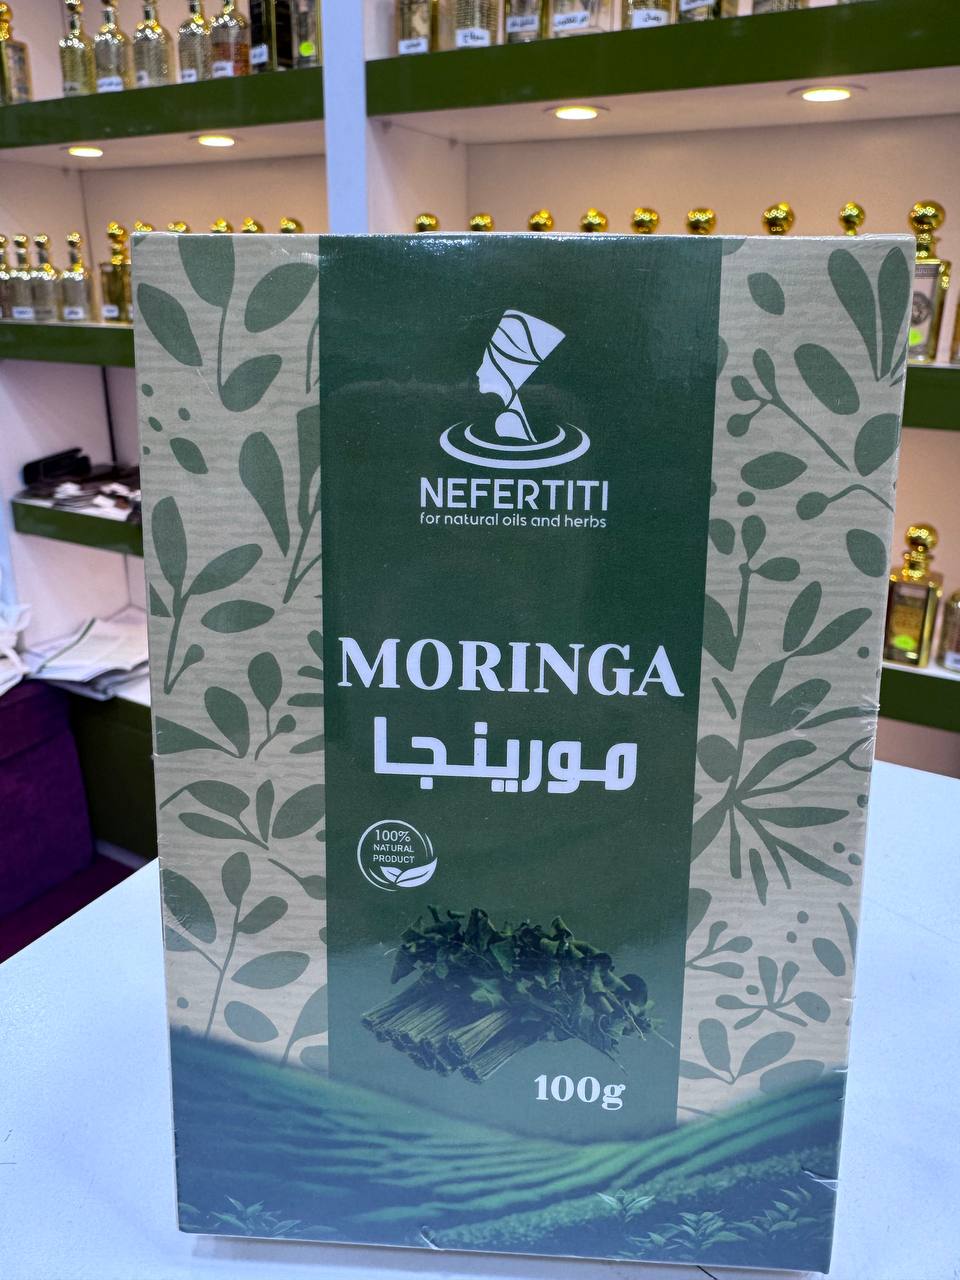 NEFERTITI
for natural oils and herbs
MORINGA
مورينجا
100%
NATURAL
PRODUCT
100g